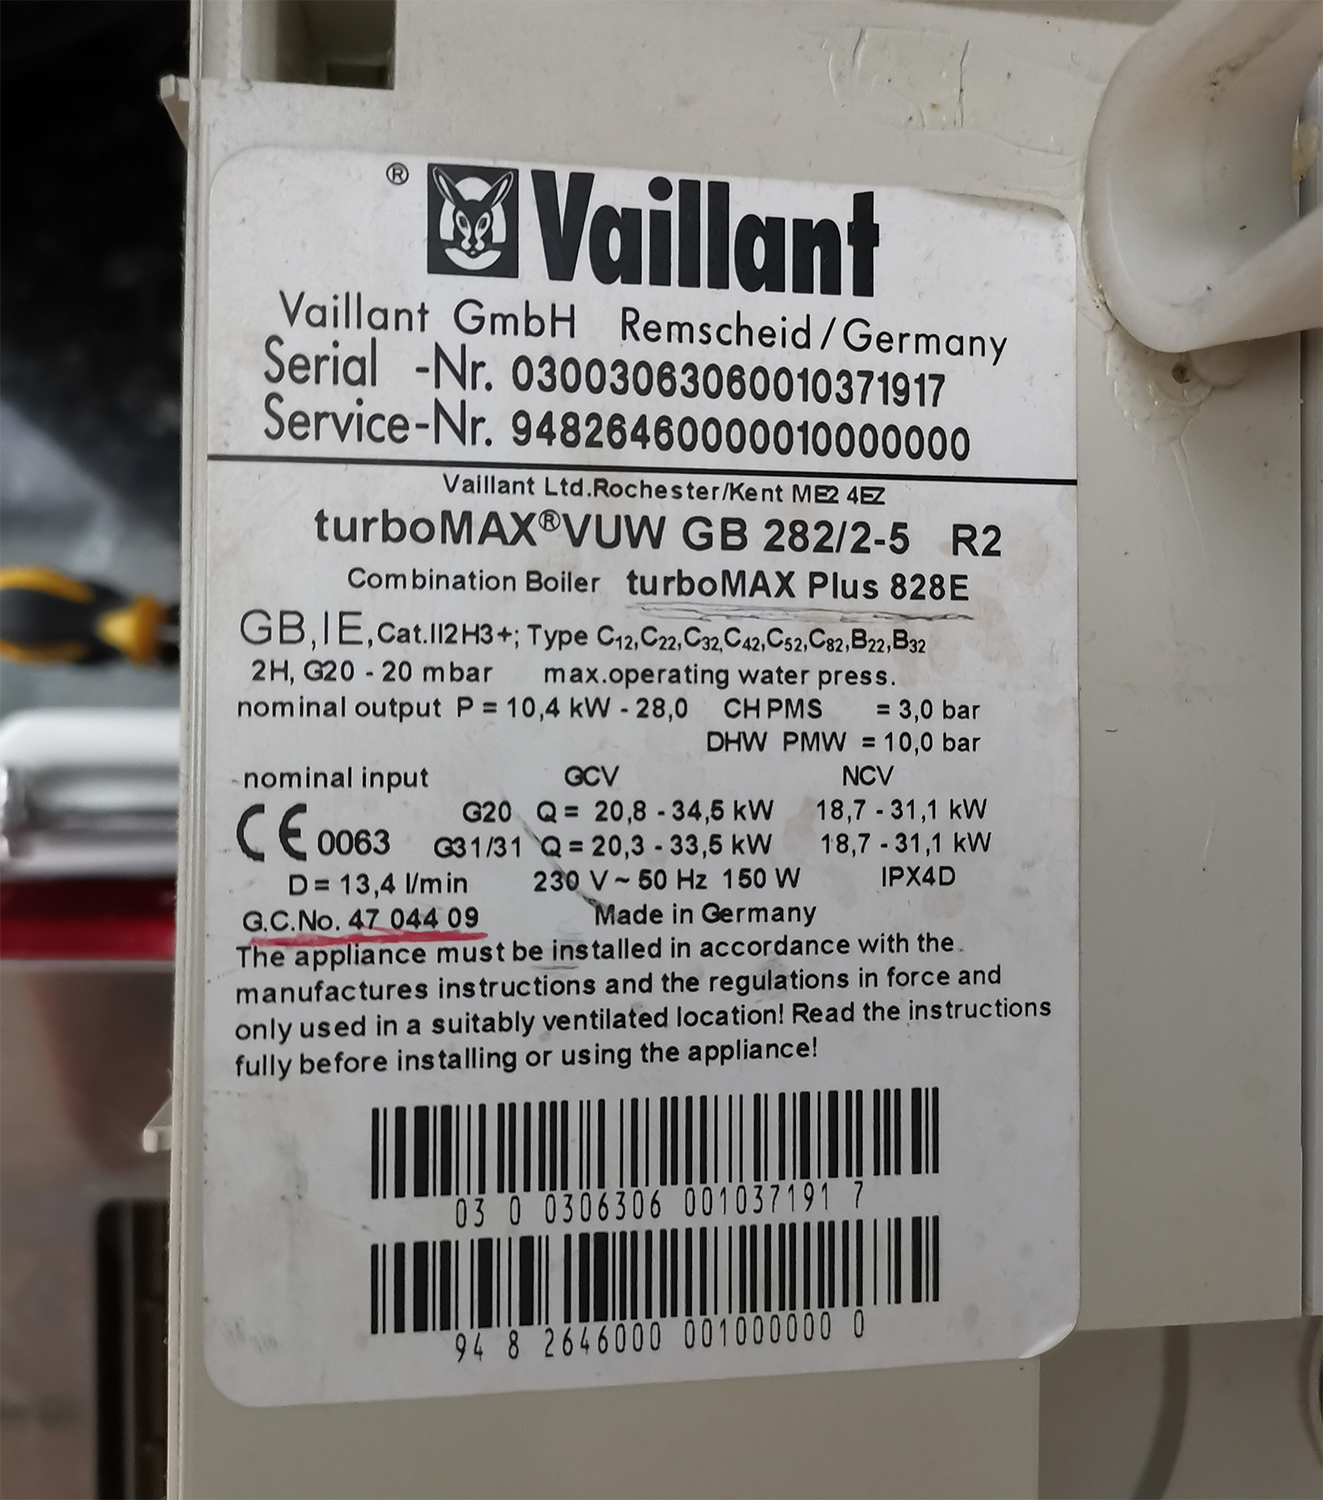 ® Vaillant
Vaillant GmbH Remscheid/Germany
Serial -Nr. 03003063060010371917
Service-Nr. 94826460000010000000
Vaillant Ltd.Rochester/Kent ME2 4EZ
turboMAX®VUW GB 282/2-5 R2
Combination Boiler turboMAX Plus 828E
GB,IE,Cat.II2H3+; Type C12,C22,C32,C42,C52,C82,B22,B32
2H, G20 - 20 mbar max.operating water press.
nominal output P = 10,4 kW - 28,0 CH PMS = 3,0 bar
DHW PMW = 10,0 bar
nominal input GCV NCV
G20 Q = 20,8 - 34,5 kW 18,7 - 31,1 kW
CE 0063 G31/31 Q = 20,3 - 33,5 kW 18,7 - 31,1 kW
D = 13,4 l/min 230 V ~ 50 Hz 150 W IPX4D
G.C.No. 47 044 09 Made in Germany
The appliance must be installed in accordance with the
manufactures instructions and the regulations in force and
only used in a suitably ventilated location! Read the instructions
fully before installing or using the appliance!
03 0 0306306 001037191 7
94 8 2646000 001000000 0